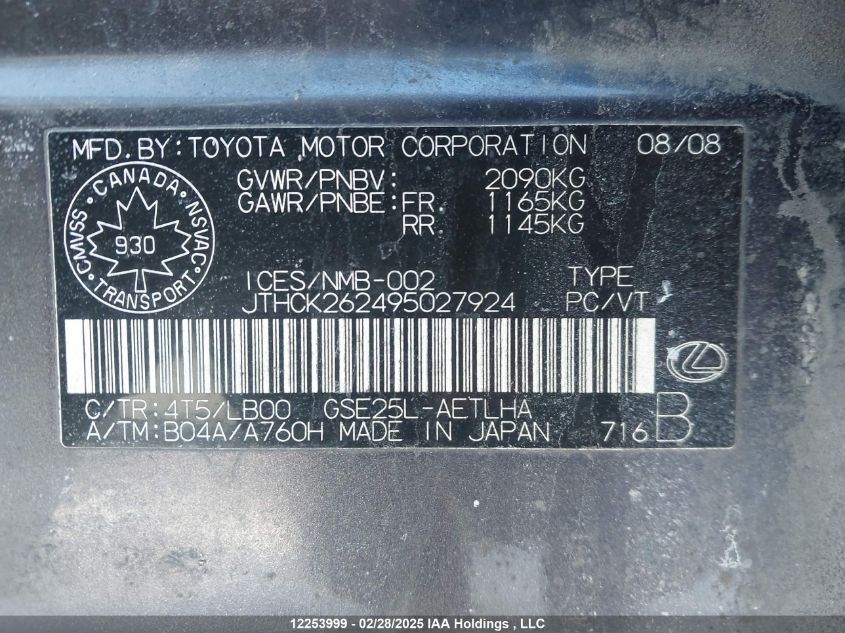 MFD. BY: TOYOTA MOTOR CORPORATION 08/08
GVWR/PNBV: 2090KG
GAWR/PNBE: FR. 1165KG
RR. 1145KG
CANADA
CMVSS NSVAC
930
TRANSPORT
ICES/NMB-002 TYPE
JTHCK262495027924 PC/VT
C/TR: 4T5/LB00 GSE25L-AETLHA
A/TM: B04A/A760H MADE IN JAPAN 716 B
12253999 - 02/28/2025 IAA Holdings , LLC